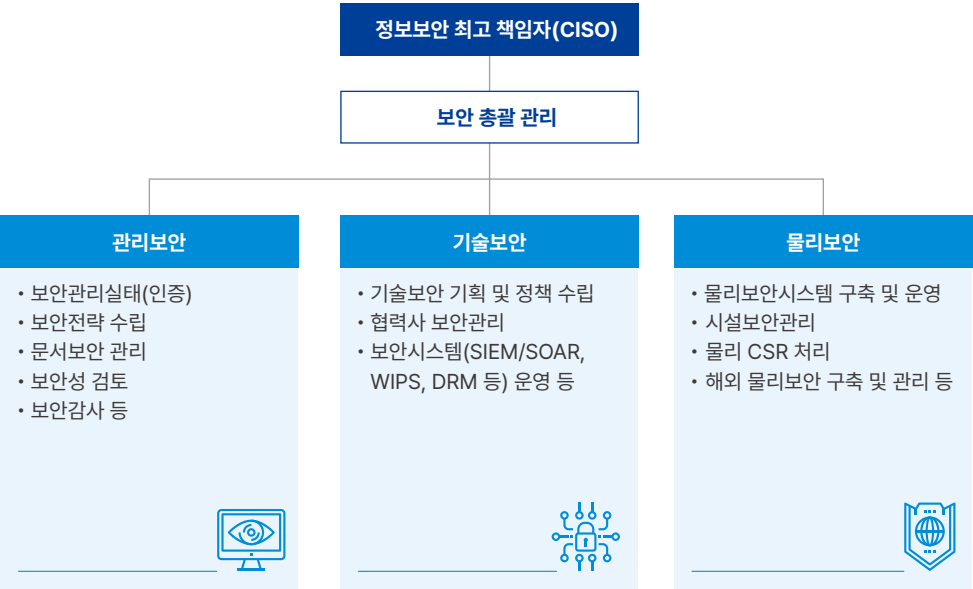 정보보안 최고 책임자(CISO)
보안 총괄 관리
관리보안
• 보안관리실태(인증)
• 보안전략 수립
• 문서보안 관리
• 보안성 검토
• 보안감사 등
기술보안
• 기술보안 기획 및 정책 수립
• 협력사 보안관리
• 보안시스템(SIEM/SOAR,
WIPS, DRM 등) 운영 등
물리보안
• 물리보안시스템 구축 및 운영
• 시설보안관리
• 물리 CSR 처리
• 해외 물리보안 구축 및 관리 등